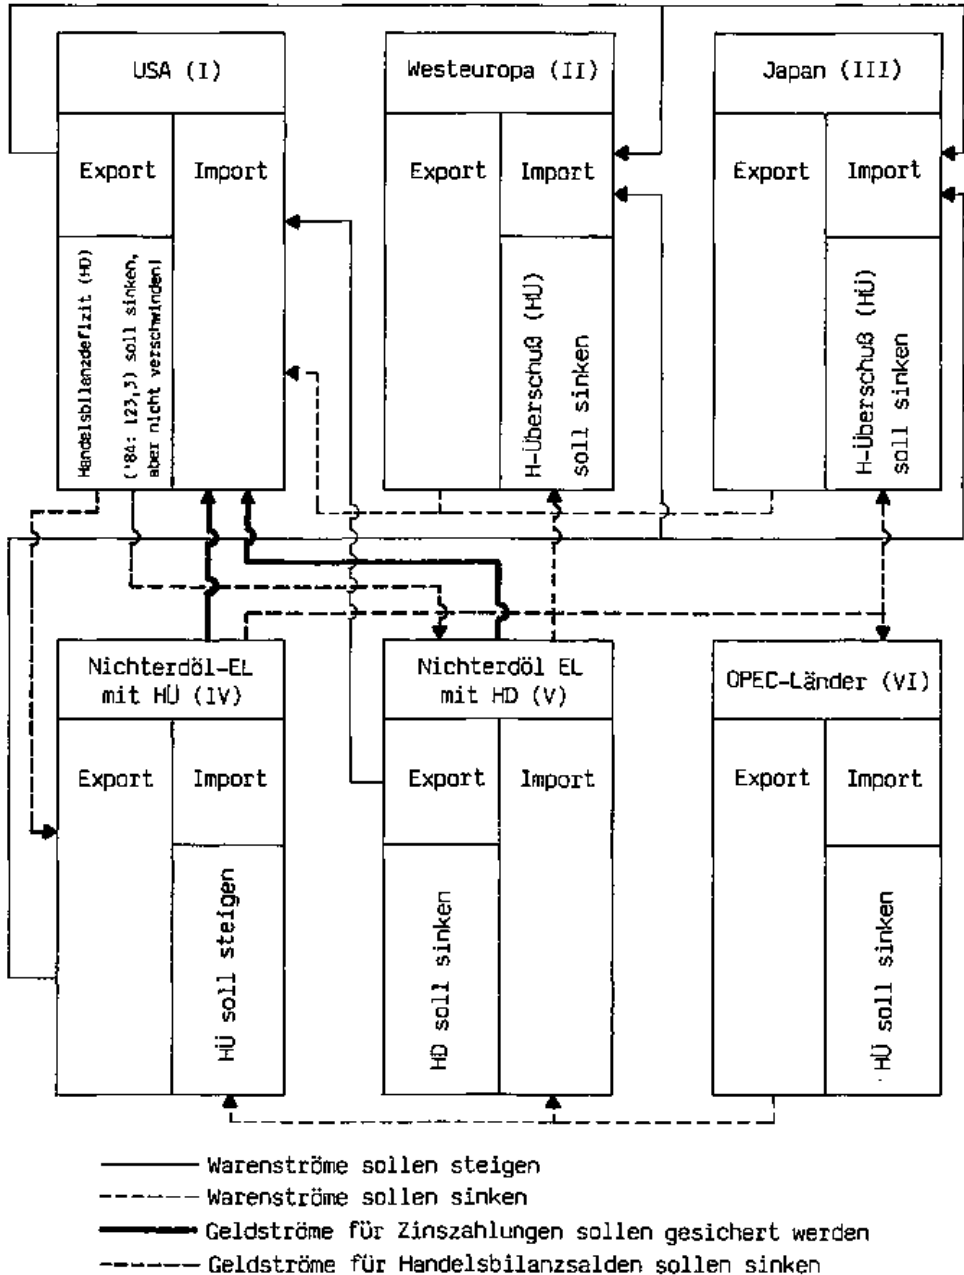 USA (I)
Export
Import
Handelsbilanzdefizit (HD)
('84: 123,3) soll sinken,
aber nicht verschwinden!
Westeuropa (II)
Export
Import
H-Überschuß (HÜ)
soll sinken
Japan (III)
Export
Import
H-Überschuß (HÜ)
soll sinken
Nichterdöl-EL
mit HÜ (IV)
Export
Import
HÜ soll steigen
Nichterdöl EL
mit HD (V)
Export
Import
HD soll sinken
OPEC-Länder (VI)
Export
Import
HÜ soll sinken
Warenströme sollen steigen
Warenströme sollen sinken
Geldströme für Zinszahlungen sollen gesichert werden
Geldströme für Handelsbilanzsalden sollen sinken